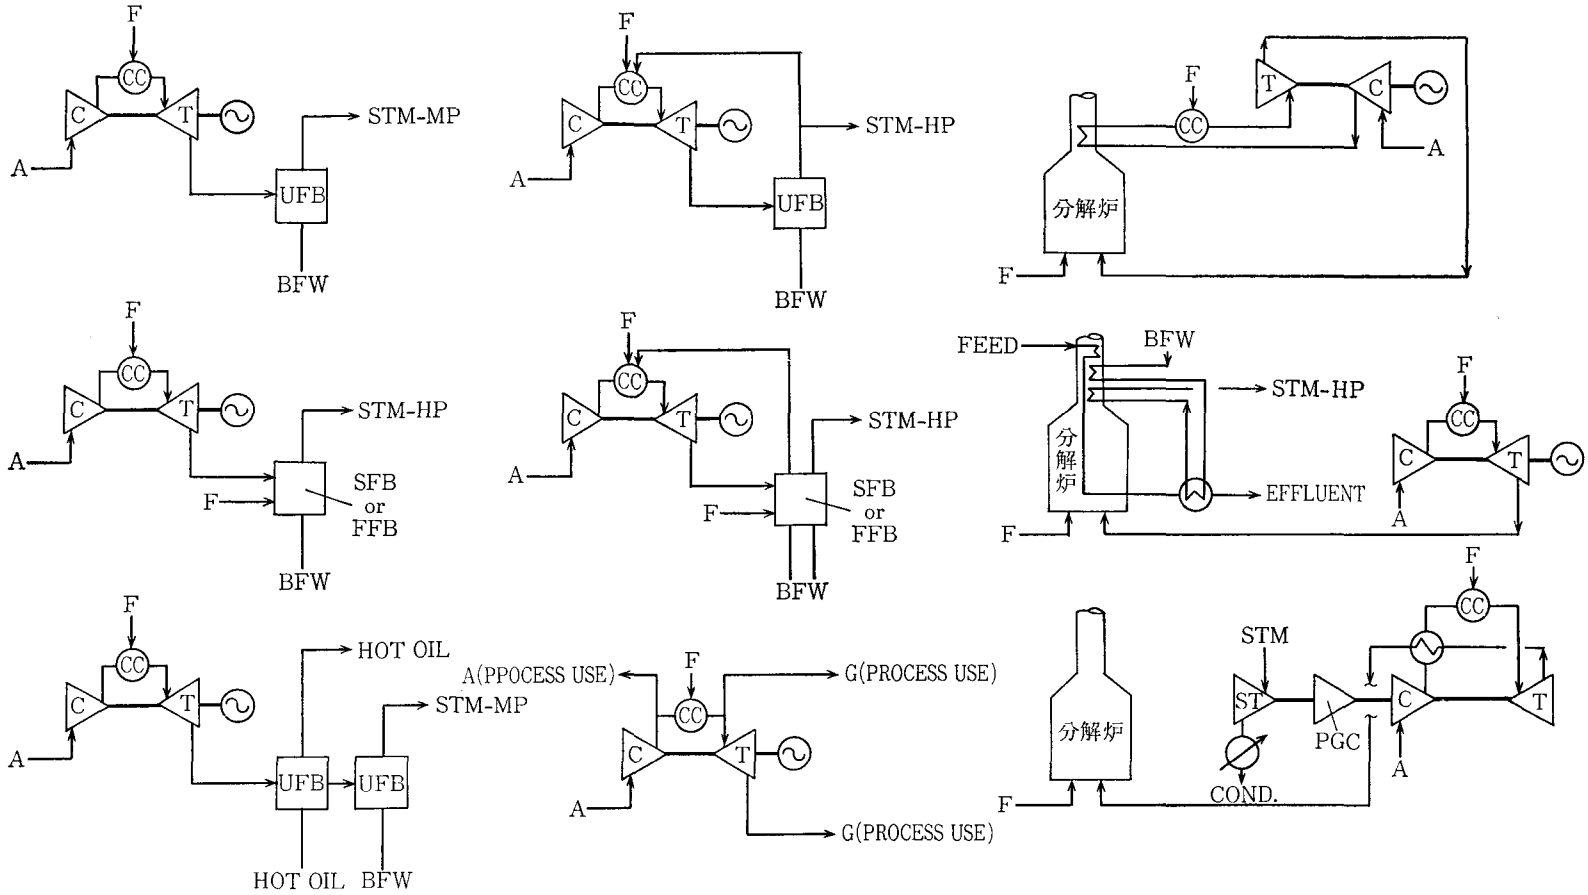 F
CC
C
T
STM-MP
A
UFB
BFW
F
CC
C
T
STM-HP
A
UFB
BFW
F
T
C
CC
A
分解炉
F
F
CC
C
T
STM-HP
A
F
SFB
or
FFB
BFW
F
CC
C
T
STM-HP
A
F
SFB
or
FFB
BFW
FEED
BFW
STM-HP
分解炉
EFFLUENT
F
F
CC
C
T
A
F
CC
C
T
HOT OIL
STM-MP
A
UFB
UFB
HOT OIL
BFW
A(PPOCESS USE)
F
G(PROCESS USE)
CC
C
T
A
G(PROCESS USE)
F
CC
STM
ST
PGC
C
T
A
COND.
分解炉
F